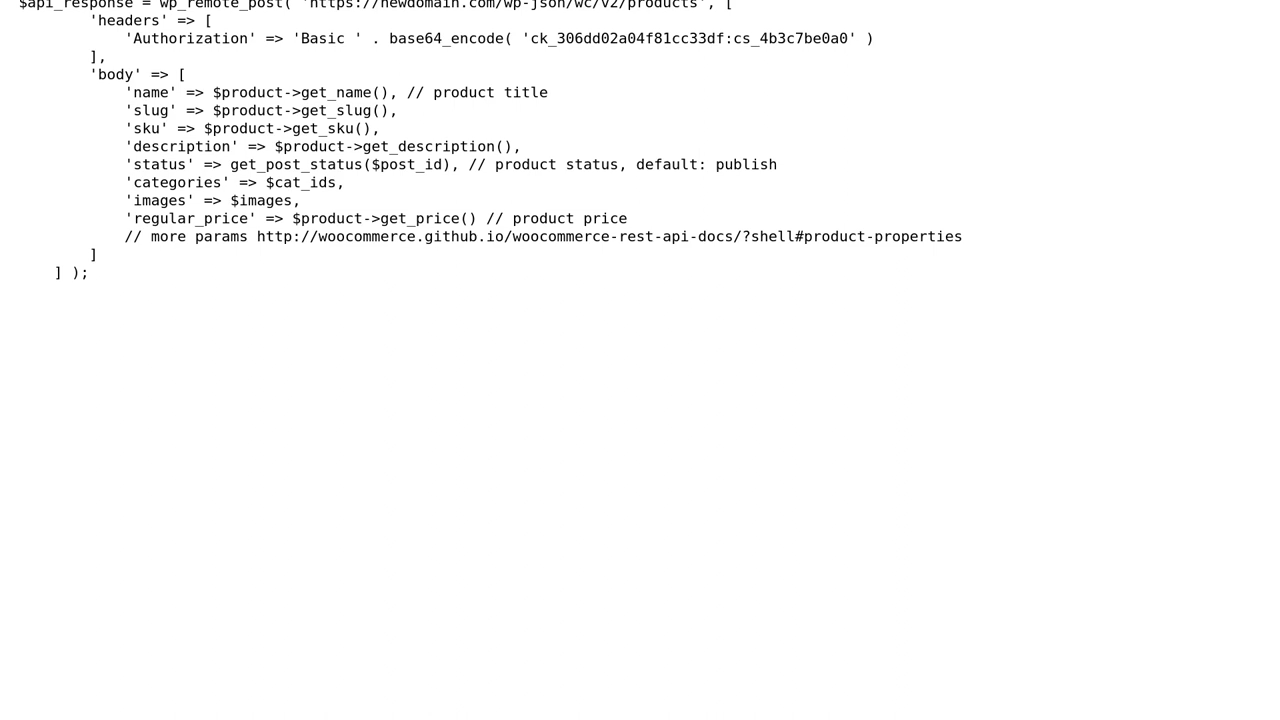 $api_response = wp_remote_post( 'https://newdomain.com/wp-json/wc/v2/products', [
'headers' => [
'Authorization' => 'Basic ' . base64_encode( 'ck_306dd02a04f81cc33df:cs_4b3c7be0a0' )
],
'body' => [
'name' => $product->get_name(), // product title
'slug' => $product->get_slug(),
'sku' => $product->get_sku(),
'description' => $product->get_description(),
'status' => get_post_status($post_id), // product status, default: publish
'categories' => $cat_ids,
'images' => $images,
'regular_price' => $product->get_price() // product price
// more params http://woocommerce.github.io/woocommerce-rest-api-docs/?shell#product-properties
]
] );